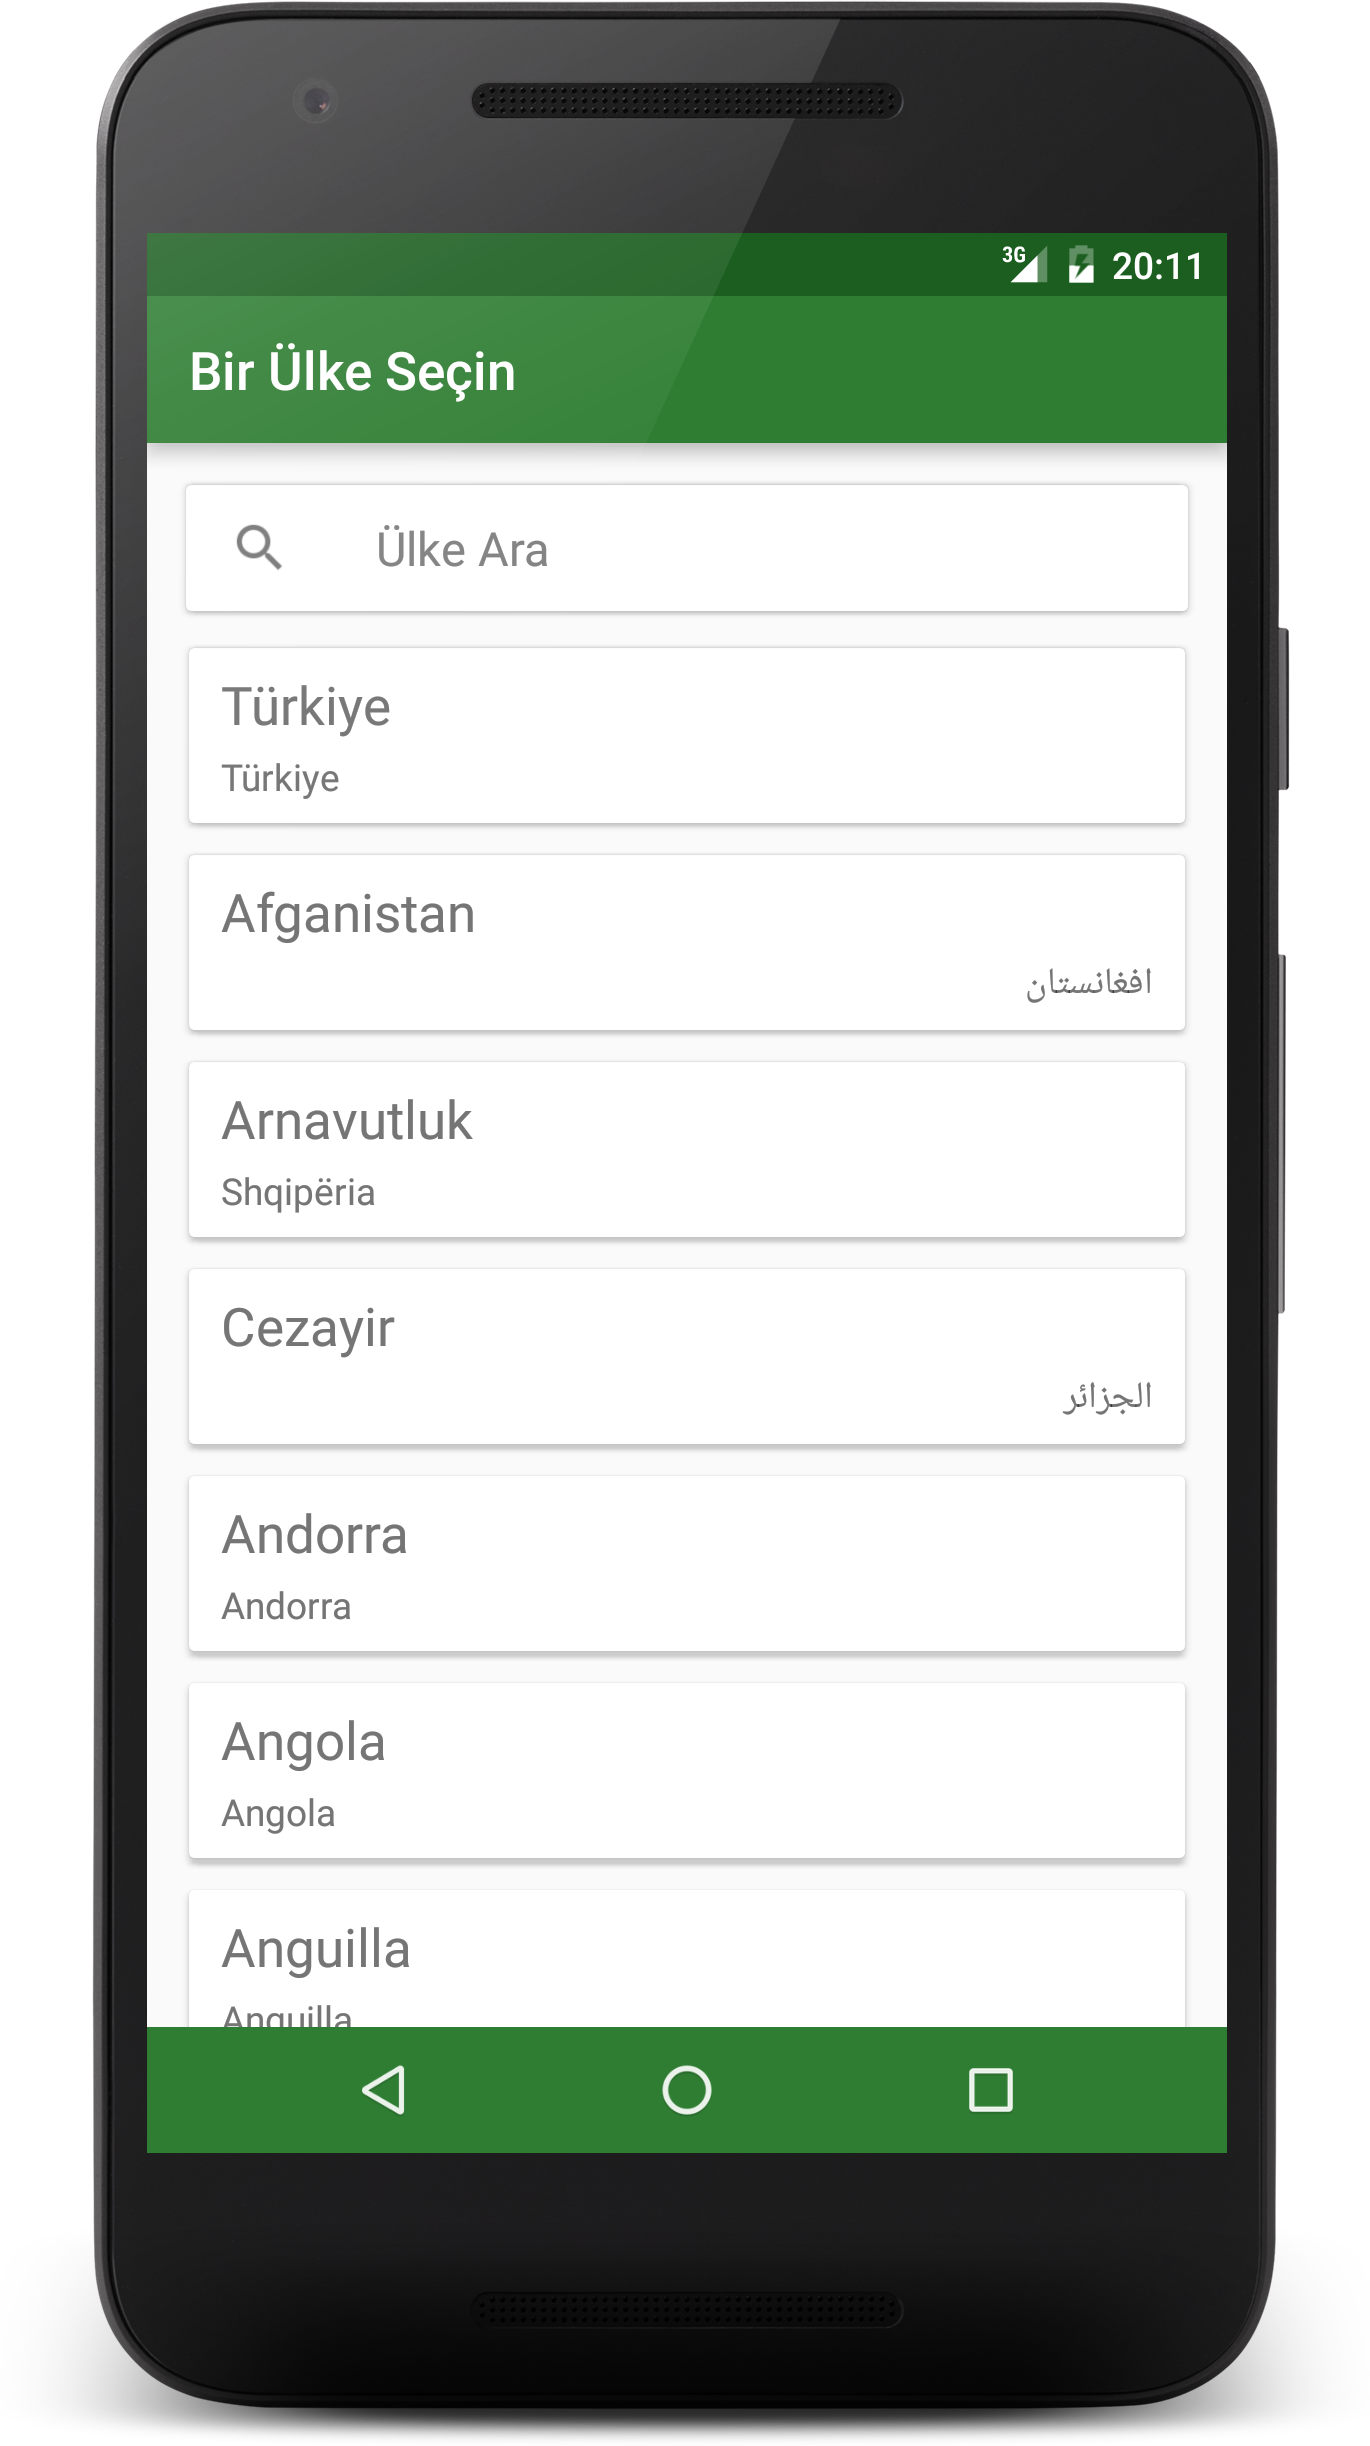 3G 20:11
Bir Ülke Seçin
Ülke Ara
Türkiye
Türkiye
Afganistan
افغانستان
Arnavutluk
Shqipëria
Cezayir
الجزائر
Andorra
Andorra
Angola
Angola
Anguilla
Anguilla